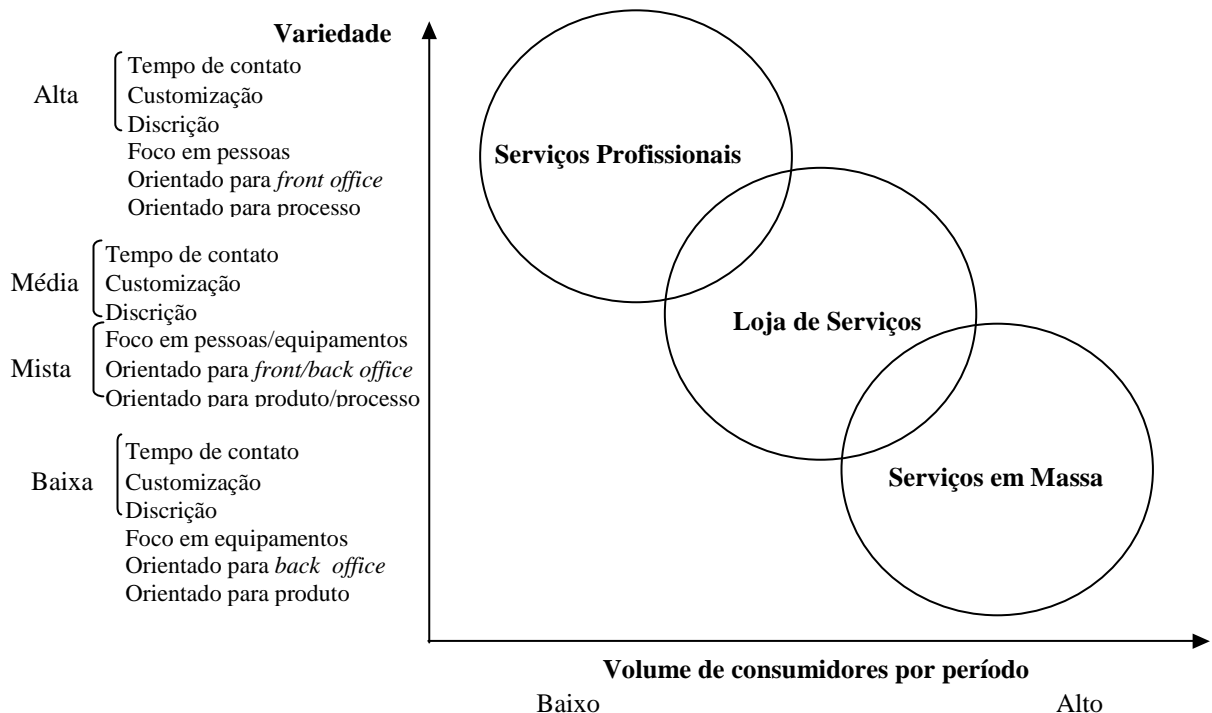 Variedade
Alta
Tempo de contato
Customização
Discrição
Foco em pessoas
Orientado para front office
Orientado para processo
Média
Tempo de contato
Customização
Discrição
Mista
Foco em pessoas/equipamentos
Orientado para front/back office
Orientado para produto/processo
Baixa
Tempo de contato
Customização
Discrição
Foco em equipamentos
Orientado para back office
Orientado para produto
Serviços Profissionais
Loja de Serviços
Serviços em Massa
Volume de consumidores por período
Baixo
Alto